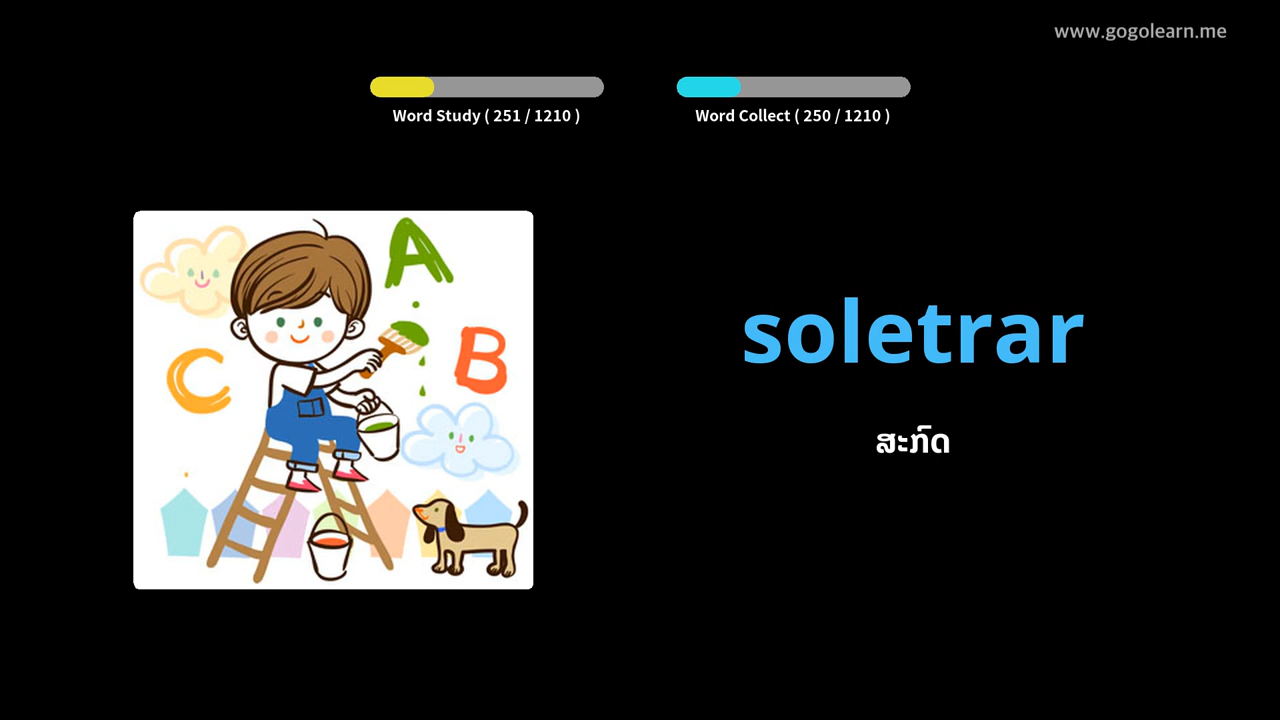 www.gogolearn.me
Word Study ( 251 / 1210 )
Word Collect ( 250 / 1210 )
A
B
C
soletrar
ສະກົດ